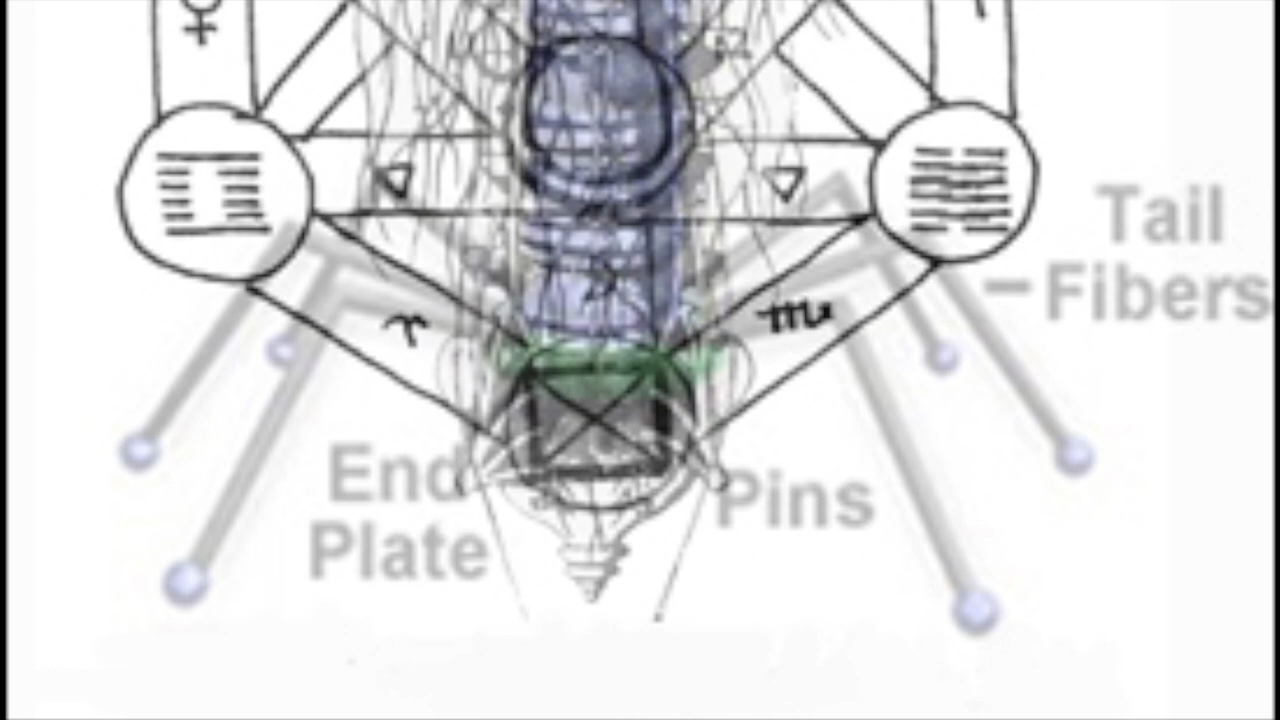 ♀
Tail
Fibers
♈
♏
End
Plate
Pins